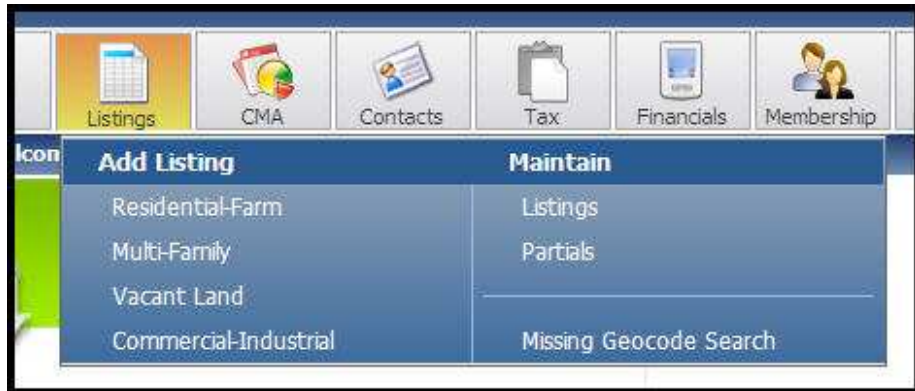 Listings CMA Contacts Tax Financials Membership
Icon
Add Listing
Residential-Farm
Multi-Family
Vacant Land
Commercial-Industrial
Maintain
Listings
Partials
Missing Geocode Search